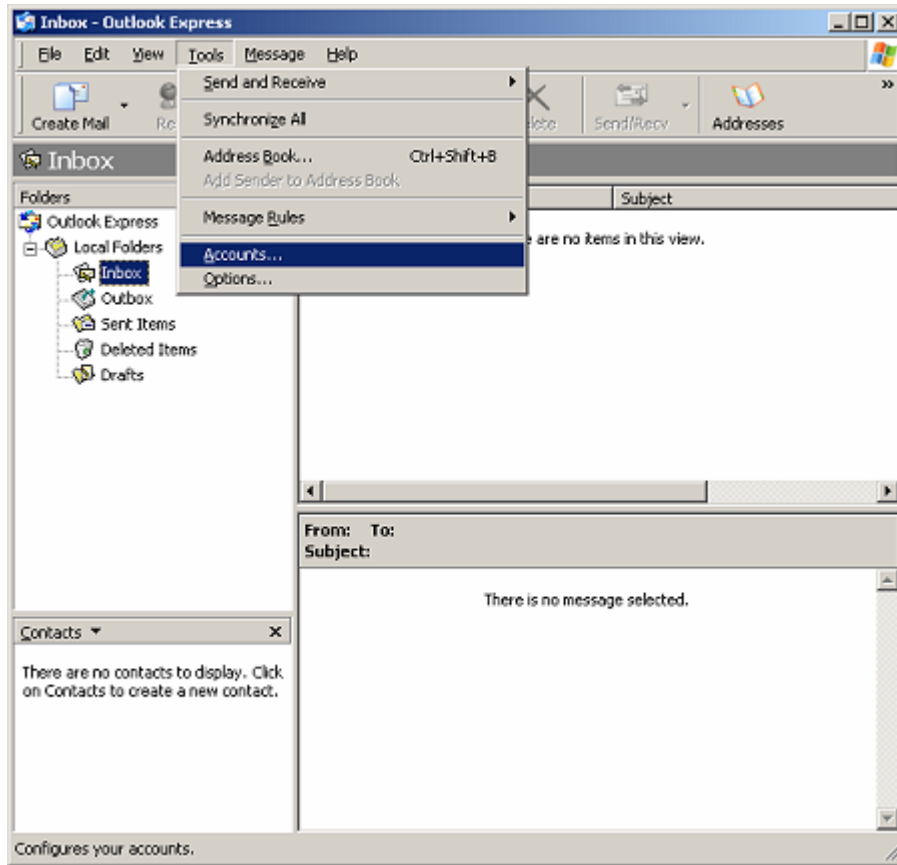 Inbox - Outlook Express
File Edit View Tools Message Help
Create Mail Re lete Send/Recv Addresses
Send and Receive
Synchronize All
Address Book... Ctrl+Shift+B
Add Sender to Address Book
Message Rules
Accounts...
Options...
Inbox
Folders
Outlook Express
Local Folders
Inbox
Outbox
Sent Items
Deleted Items
Drafts
Subject
e are no items in this view.
From: To:
Subject:
There is no message selected.
Contacts
There are no contacts to display. Click
on Contacts to create a new contact.
Configures your accounts.